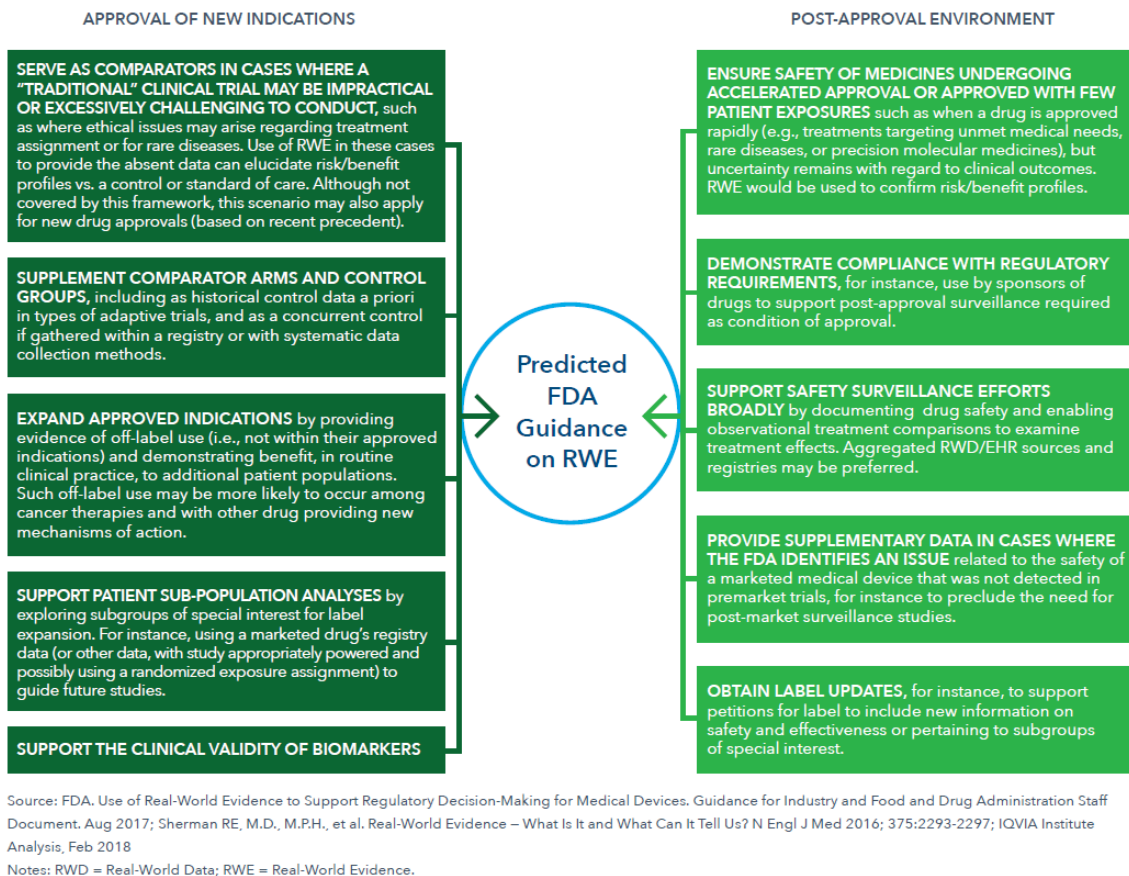 APPROVAL OF NEW INDICATIONS
SERVE AS COMPARATORS IN CASES WHERE A
"TRADITIONAL" CLINICAL TRIAL MAY BE IMPRACTICAL
OR EXCESSIVELY CHALLENGING TO CONDUCT, such
as where ethical issues may arise regarding treatment
assignment or for rare diseases. Use of RWE in these cases
to provide the absent data can elucidate risk/benefit
profiles vs. a control or standard of care. Although not
covered by this framework, this scenario may also apply
for new drug approvals (based on recent precedent).
SUPPLEMENT COMPARATOR ARMS AND CONTROL
GROUPS, including as historical control data a priori
in types of adaptive trials, and as a concurrent control
if gathered within a registry or with systematic data
collection methods.
EXPAND APPROVED INDICATIONS by providing
evidence of off-label use (i.e., not within their approved
indications) and demonstrating benefit, in routine
clinical practice, to additional patient populations.
Such off-label use may be more likely to occur among
cancer therapies and with other drug providing new
mechanisms of action.
SUPPORT PATIENT SUB-POPULATION ANALYSES by
exploring subgroups of special interest for label
expansion. For instance, using a marketed drug's registry
data (or other data, with study appropriately powered and
possibly using a randomized exposure assignment) to
guide future studies.
SUPPORT THE CLINICAL VALIDITY OF BIOMARKERS
Predicted
FDA
Guidance
on RWE
POST-APPROVAL ENVIRONMENT
ENSURE SAFETY OF MEDICINES UNDERGOING
ACCELERATED APPROVAL OR APPROVED WITH FEW
PATIENT EXPOSURES such as when a drug is approved
rapidly (e.g., treatments targeting unmet medical needs,
rare diseases, or precision molecular medicines), but
uncertainty remains with regard to clinical outcomes.
RWE would be used to confirm risk/benefit profiles.
DEMONSTRATE COMPLIANCE WITH REGULATORY
REQUIREMENTS, for instance, use by sponsors of
drugs to support post-approval surveillance required
as condition of approval.
SUPPORT SAFETY SURVEILLANCE EFFORTS
BROADLY by documenting drug safety and enabling
observational treatment comparisons to examine
treatment effects. Aggregated RWD/EHR sources and
registries may be preferred.
PROVIDE SUPPLEMENTARY DATA IN CASES WHERE
THE FDA IDENTIFIES AN ISSUE related to the safety of
a marketed medical device that was not detected in
premarket trials, for instance to preclude the need for
post-market surveillance studies.
OBTAIN LABEL UPDATES, for instance, to support
petitions for label to include new information on
safety and effectiveness or pertaining to subgroups
of special interest.
Source: FDA. Use of Real-World Evidence to Support Regulatory Decision-Making for Medical Devices. Guidance for Industry and Food and Drug Administration Staff
Document. Aug 2017; Sherman RE, M.D., M.P.H., et al. Real-World Evidence – What Is It and What Can It Tell Us? N Engl J Med 2016; 375:2293-2297; IQVIA Institute
Analysis, Feb 2018
Notes: RWD = Real-World Data; RWE = Real-World Evidence.